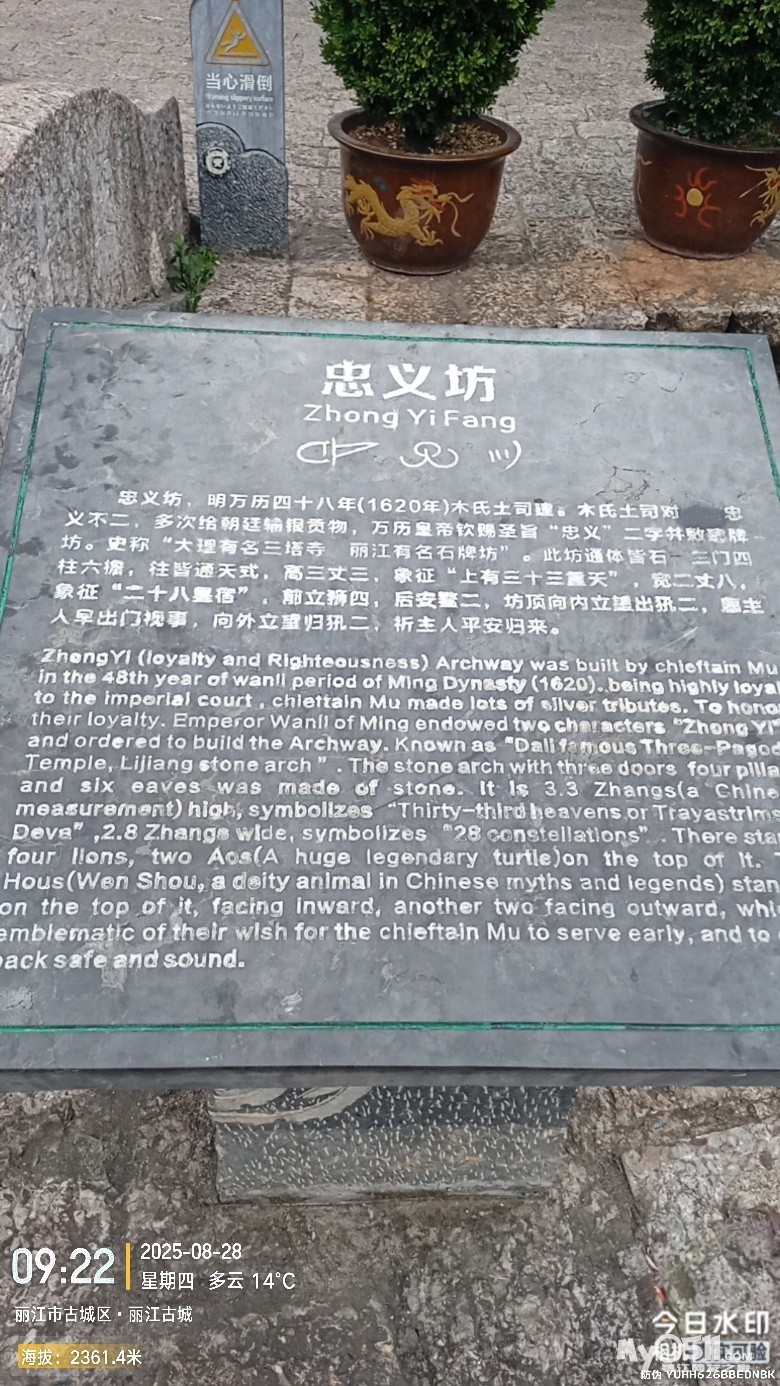 当心滑倒
Warning slippery surface
忠义坊
Zhong Yi Fang
忠义坊，明万历四十八年(1620年)木氏土司建。木氏土司对 忠
义不二，多次给朝廷输银贡物，万历皇帝钦赐圣旨“忠义”二字并敕建牌
坊。史称“大理有名三塔寺 丽江有名石牌坊”。此坊通体皆石 三门四
柱六檐，柱皆通天式，高三丈三，象征“上有三十三重天”，宽二丈八，
象征“二十八星宿”，前立狮四，后安鳌二，坊顶向内立望出犼二，愿主
人早出门视事，向外立望归犼二，祈主人平安归来。
ZhongYi (loyalty and Righteousness) Archway was built by chieftain Mu
in the 48th year of wanli period of Ming Dynasty (1620). being highly loya
to the imperial court , chieftain Mu made lots of silver tributes. To hono
their loyalty. Emperor Wanli of Ming endowed two characters "Zhong YI
and ordered to build the Archway. Known as "Dali famous Three-Pagod
Temple, Lijiang stone arch " . The stone arch with three doors four pilla
and six eaves was made of stone. It is 3.3 Zhangs(a Chine
measurement) high, symbolizes "Thirty-third heavens or Trayastrims
Deva" ,2.8 Zhangs wide, symbolizes "28 constellations" . There sta
four lions, two Aos(A huge legendary turtle)on the top of it.
Hous(Wen Shou, a deity animal in Chinese myths and legends) stan
on the top of it, facing inward, another two facing outward, whi
emblematic of their wish for the chieftain Mu to serve early, and to
back safe and sound.
09:22
2025-08-28
星期四 多云 14°C
丽江市古城区·丽江古城
海拔：2361.4米
今日水印
防伪 YUHH626BBEDNBK